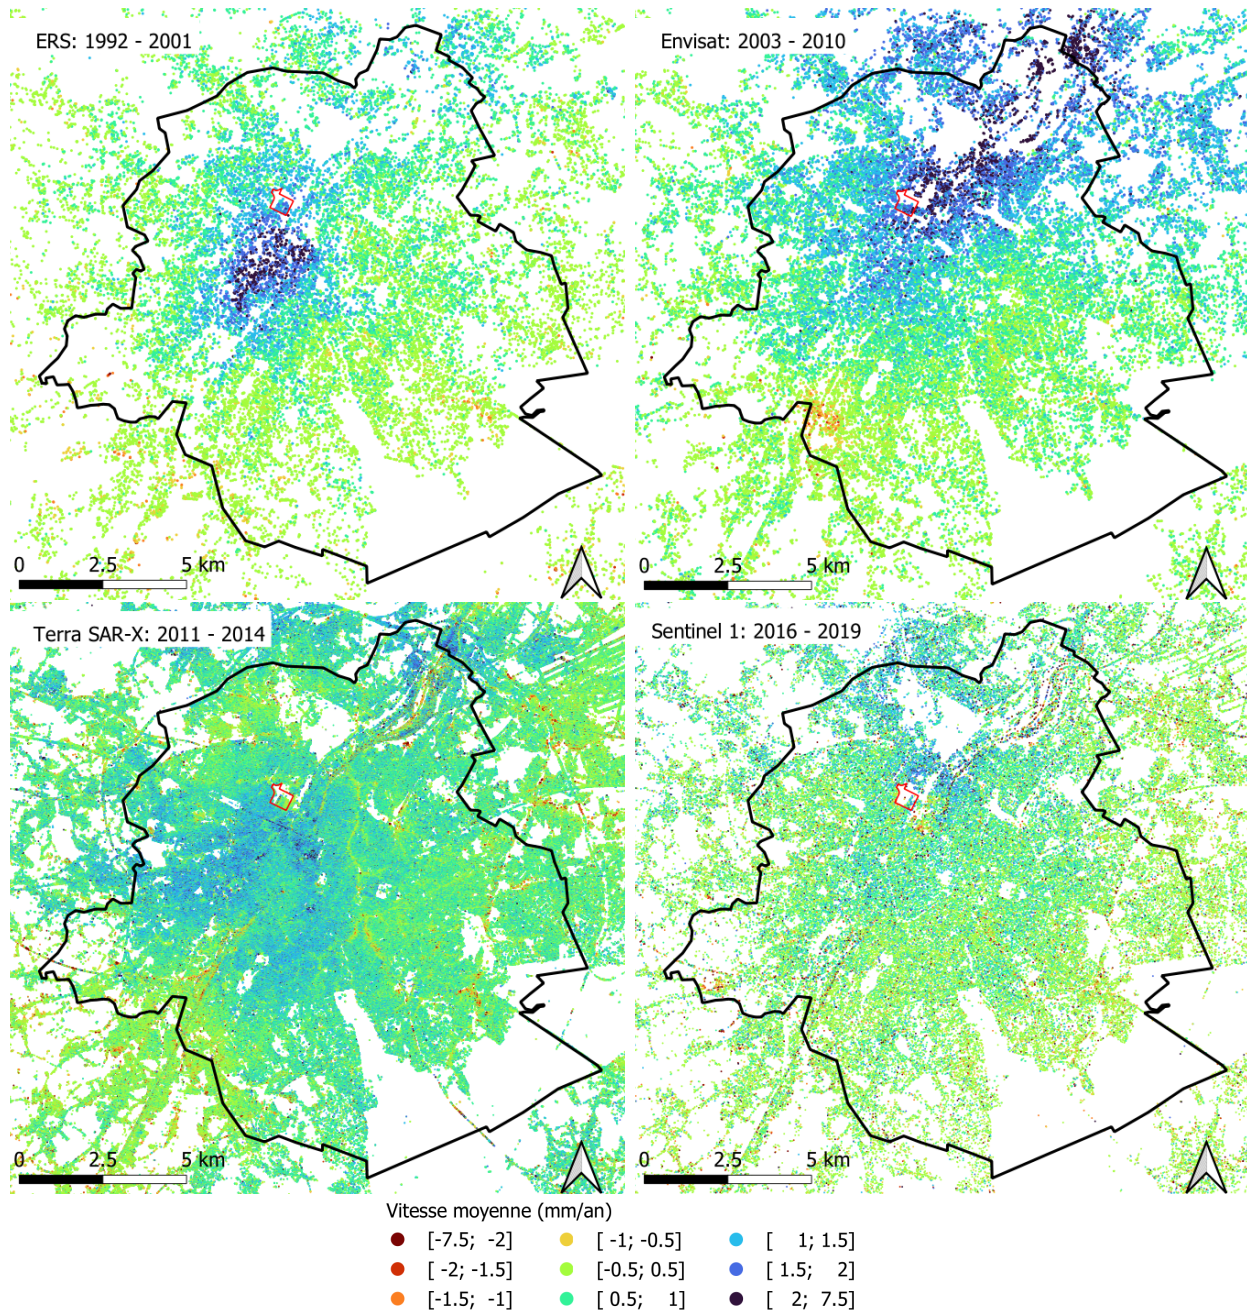 ERS: 1992 - 2001
Envisat: 2003 - 2010
0 2.5 5 km
0 2.5 5 km
Terra SAR-X: 2011 - 2014
Sentinel 1: 2016 - 2019
0 2.5 5 km
0 2.5 5 km
Vitesse moyenne (mm/an)
[-7.5; -2] [ -1; -0.5] [ 1; 1.5]
[ -2; -1.5] [-0.5; 0.5] [ 1.5; 2]
[-1.5; -1] [ 0.5; 1] [ 2; 7.5]